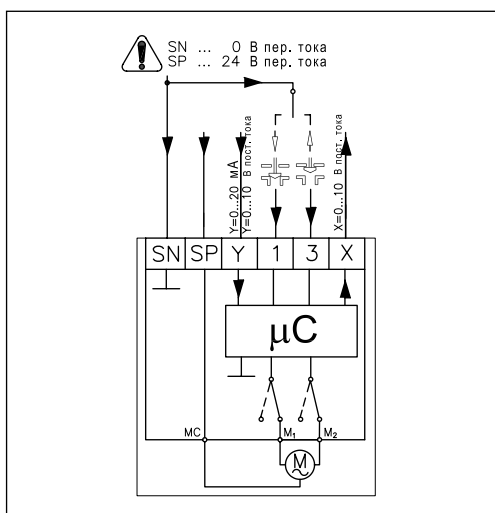 SN ... 0 В пер. тока
SP ... 24 В пер. тока
Y=0...20 мА
Y=0...10 В пост. тока
X=0...10 В пост. тока
SN SP Y 1 3 X
µC
MC M₁ M₂
M